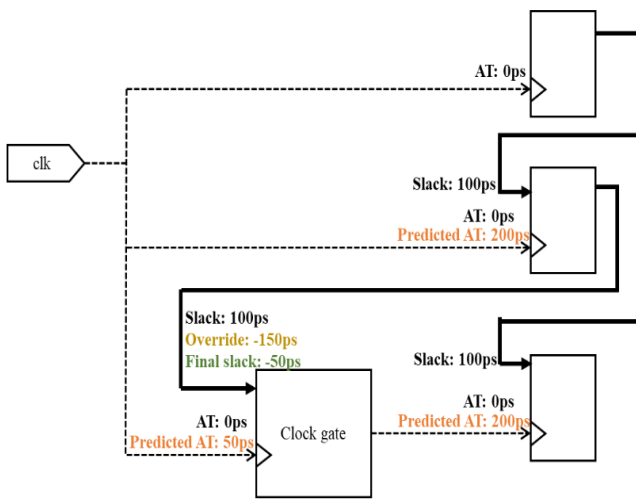 AT: 0ps
clk
Slack: 100ps
AT: 0ps
Predicted AT: 200ps
Slack: 100ps
Override: -150ps
Final slack: -50ps
Slack: 100ps
AT: 0ps
Predicted AT: 50ps
Clock gate
AT: 0ps
Predicted AT: 200ps